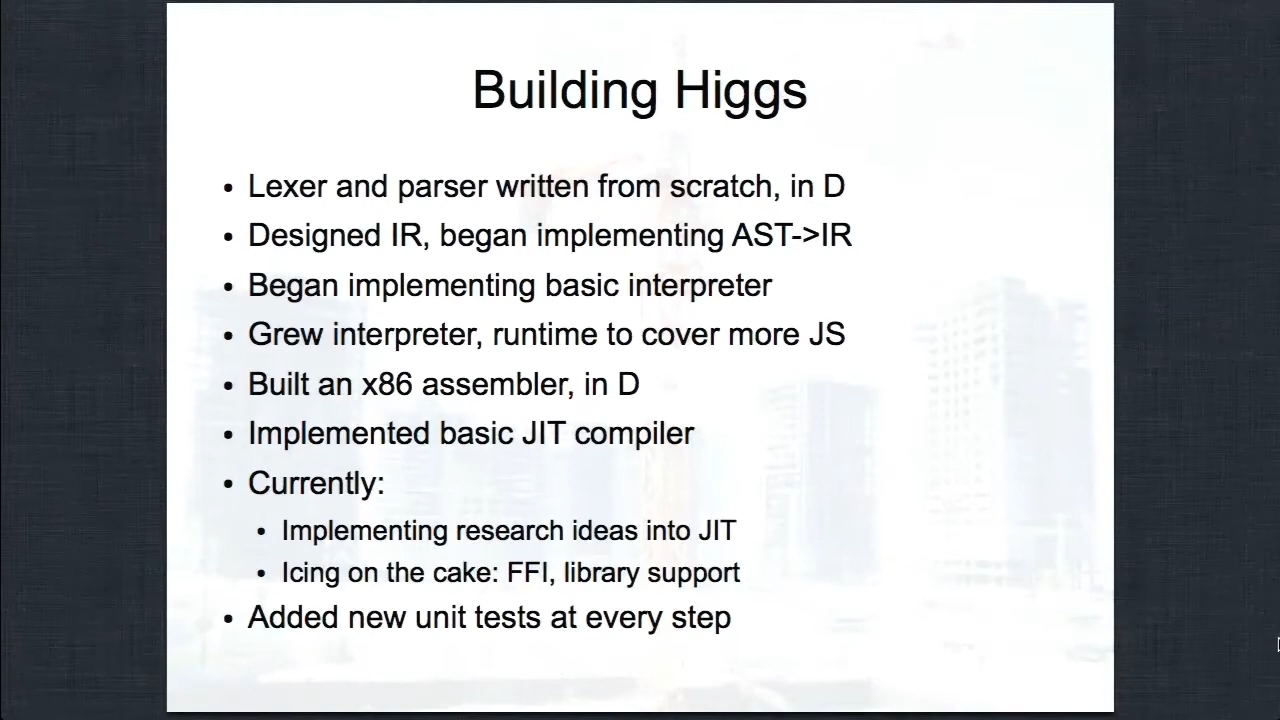 Building Higgs
• Lexer and parser written from scratch, in D
• Designed IR, began implementing AST->IR
• Began implementing basic interpreter
• Grew interpreter, runtime to cover more JS
• Built an x86 assembler, in D
• Implemented basic JIT compiler
• Currently:
• Implementing research ideas into JIT
• Icing on the cake: FFI, library support
• Added new unit tests at every step